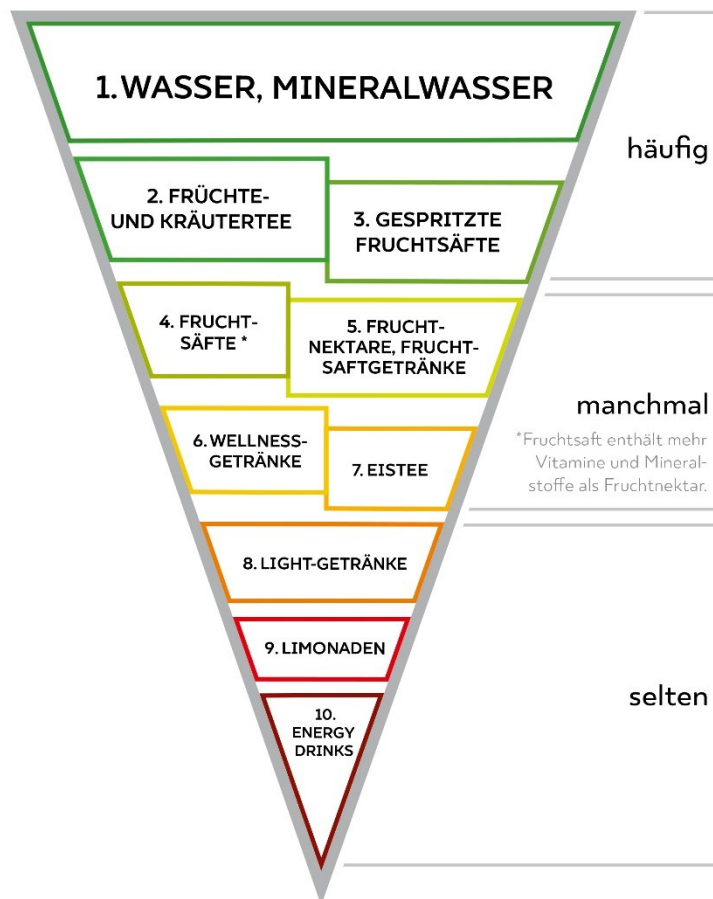 1. WASSER, MINERALWASSER
häufig
2. FRÜCHTE-
UND KRÄUTERTEE
3. GESPRITZTE
FRUCHTSÄFTE
4. FRUCHT-
SÄFTE *
5. FRUCHT-
NEKTARE, FRUCHT-
SAFTGETRÄNKE
manchmal
*Fruchtsaft enthält mehr
Vitamine und Mineral-
stoffe als Fruchtnektar.
6. WELLNESS-
GETRÄNKE
7. EISTEE
8. LIGHT-GETRÄNKE
9. LIMONADEN
selten
10.
ENERGY
DRINKS